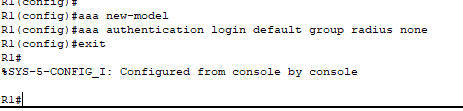 R1(config)#
R1(config)#aaa new-model
R1(config)#aaa authentication login default group radius none
R1(config)#exit
R1#
%SYS-5-CONFIG_I: Configured from console by console
R1#